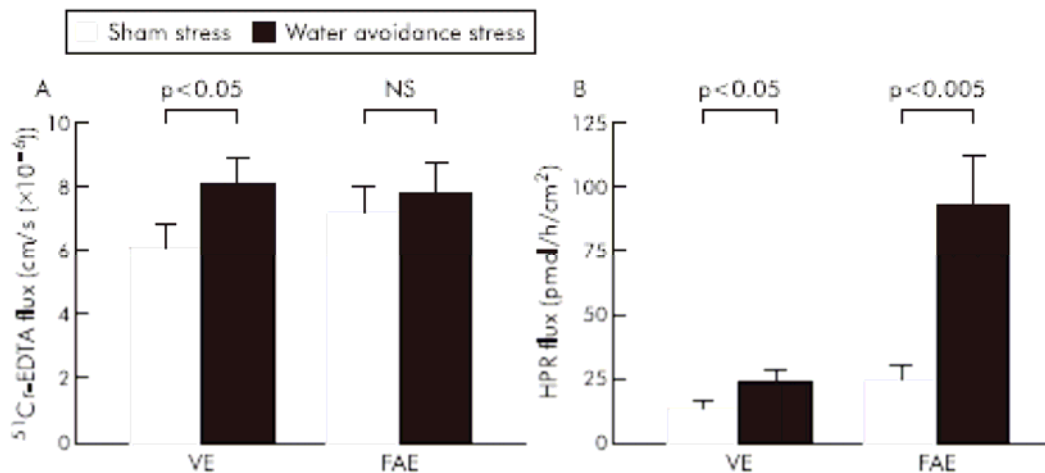 Sham stress Water avoidance stress
A
p<0.05 NS
10
8
6
4
2
0
⁵¹Cr-EDTA flux (cm/s (×10⁻⁶))
VE FAE
B
p<0.05 p<0.005
125
100
75
50
25
0
HPR flux (pmol/h/cm²)
VE FAE